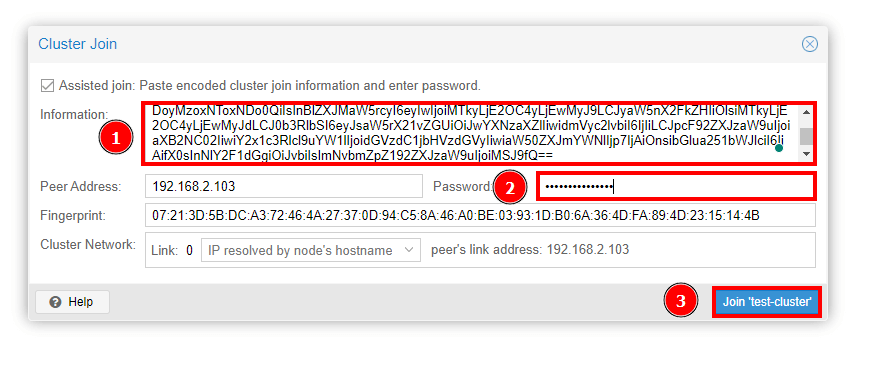 Cluster Join
Assisted join: Paste encoded cluster join information and enter password.
Information:
DoyMzoxNToxNDo0QiIsInBlZXJMaW5rcyI6eyIwIjoiMTkyLjE2OC4yLjEwMyJ9LCJyaW5nX2FkZHIiOlsiMTkyLjE
2OC4yLjEwMyJdLCJ0b3RlbSI6eyJsaW5rX21vZGUiOiJwYXNzaXZlIiwidmVyc2lvbiI6IjIiLCJpcF92ZXJzaW9uIjoi
aXB2NC02IiwiY2x1c3Rlcl9uYW1lIjoidGVzdC1jbHVzdGVyIiwiaW50ZXJmYWNlIjp7IjAiOnsibGlua251bWJlciI6Ij
AifX0sInNlY2F1dGgiOiJvbiIsImNvbmZpZ192ZXJzaW9uIjoiMSJ9fQ==
1
Peer Address: 192.168.2.103 Password: 2 •••••••••••••••
Fingerprint: 07:21:3D:5B:DC:A3:72:46:4A:27:37:0D:94:C5:8A:46:A0:BE:03:93:1D:B0:6A:36:4D:FA:89:4D:23:15:14:4B
Cluster Network: Link: 0 IP resolved by node's hostname peer's link address: 192.168.2.103
Help 3 Join 'test-cluster'